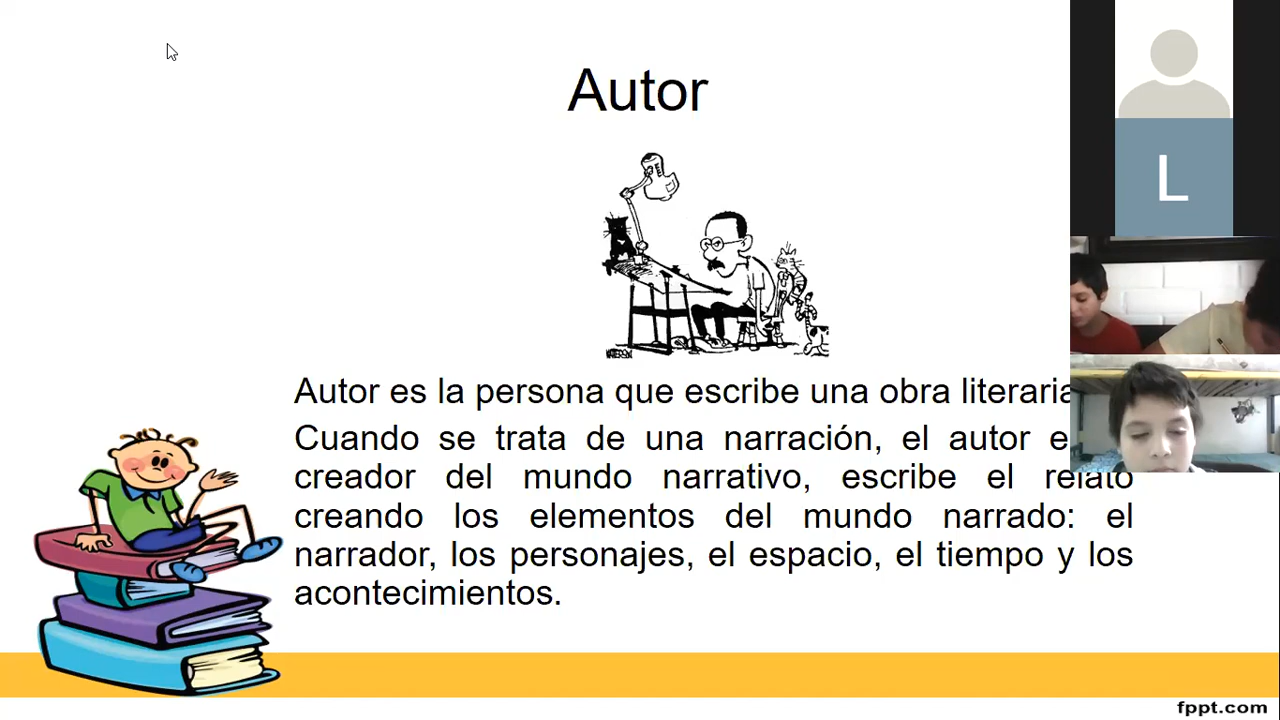 Autor
L
WATERSON
Autor es la persona que escribe una obra literaria
Cuando se trata de una narración, el autor e
creador del mundo narrativo, escribe el relato
creando los elementos del mundo narrado: el
narrador, los personajes, el espacio, el tiempo y los
acontecimientos.
fppt.com